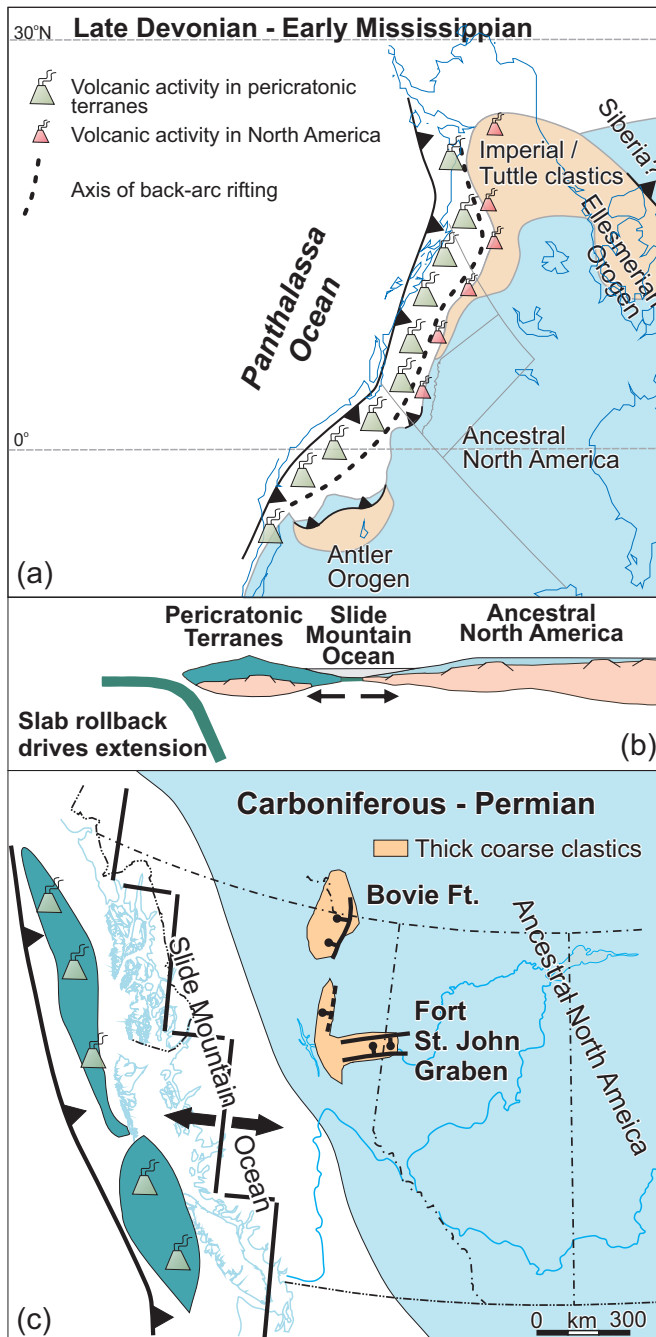 Late Devonian - Early Mississippian
30°N
Volcanic activity in pericratonic
terranes
Volcanic activity in North America
Axis of back-arc rifting
Imperial /
Tuttle clastics
Siberia?
Ellesmerian
Orogen
Panthalassa
Ocean
0°
Ancestral
North America
Antler
Orogen
(a)
Pericratonic
Terranes
Slide
Mountain
Ocean
Ancestral
North America
Slab rollback
drives extension
(b)
Carboniferous - Permian
Thick coarse clastics
Bovie Ft.
Fort
St. John
Graben
Slide Mountain
Ocean
Ancestral North Ameica
(c)
0 km 300